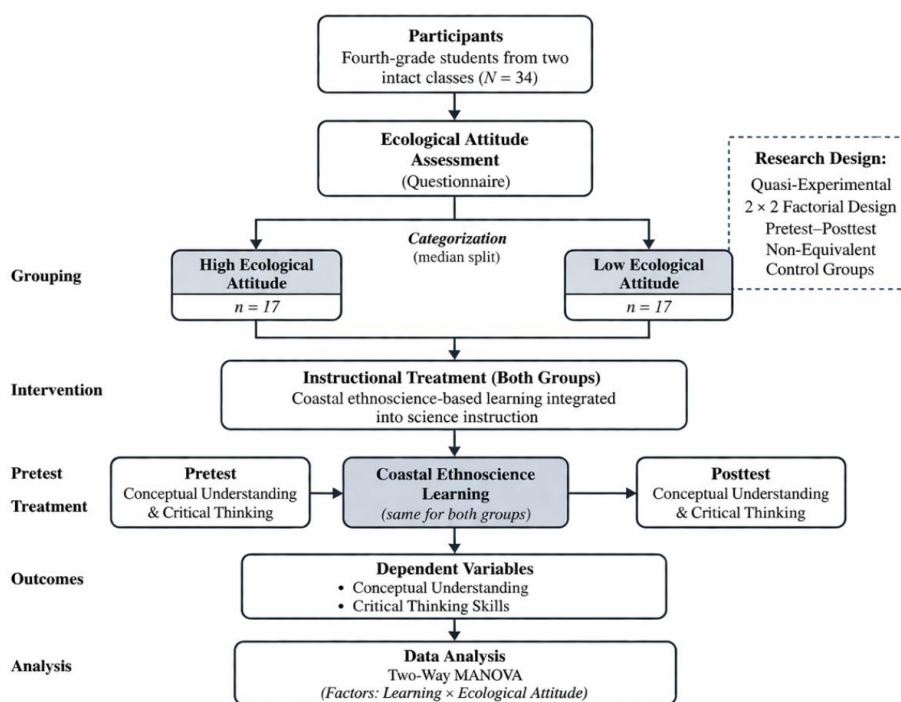 Participants
Fourth-grade students from two
intact classes (N = 34)
Ecological Attitude
Assessment
(Questionnaire)
Research Design:
Quasi-Experimental
2 × 2 Factorial Design
Pretest–Posttest
Non-Equivalent
Control Groups
Categorization
(median split)
Grouping
High Ecological
Attitude
n = 17
Low Ecological
Attitude
n = 17
Intervention
Instructional Treatment (Both Groups)
Coastal ethnoscience-based learning integrated
into science instruction
Pretest
Treatment
Pretest
Conceptual Understanding
& Critical Thinking
Coastal Ethnoscience
Learning
(same for both groups)
Posttest
Conceptual Understanding
& Critical Thinking
Outcomes
Dependent Variables
• Conceptual Understanding
• Critical Thinking Skills
Analysis
Data Analysis
Two-Way MANOVA
(Factors: Learning × Ecological Attitude)